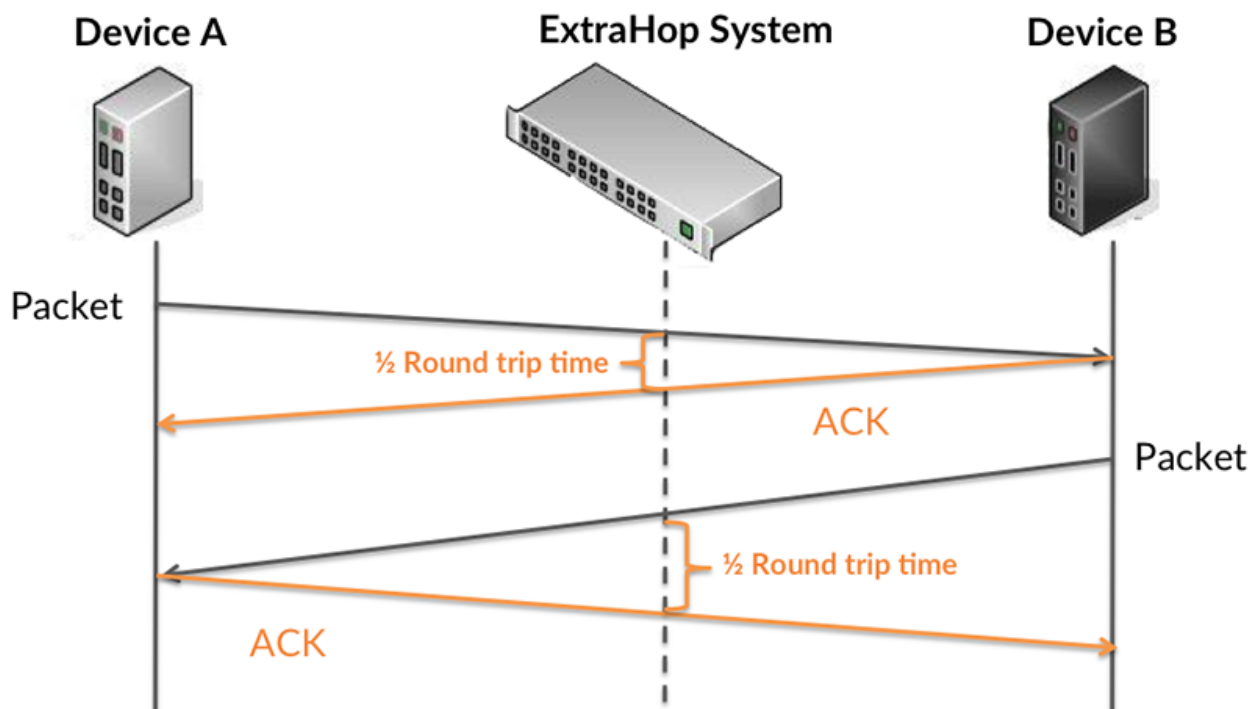 Device A
ExtraHop System
Device B
Packet
½ Round trip time
ACK
Packet
½ Round trip time
ACK